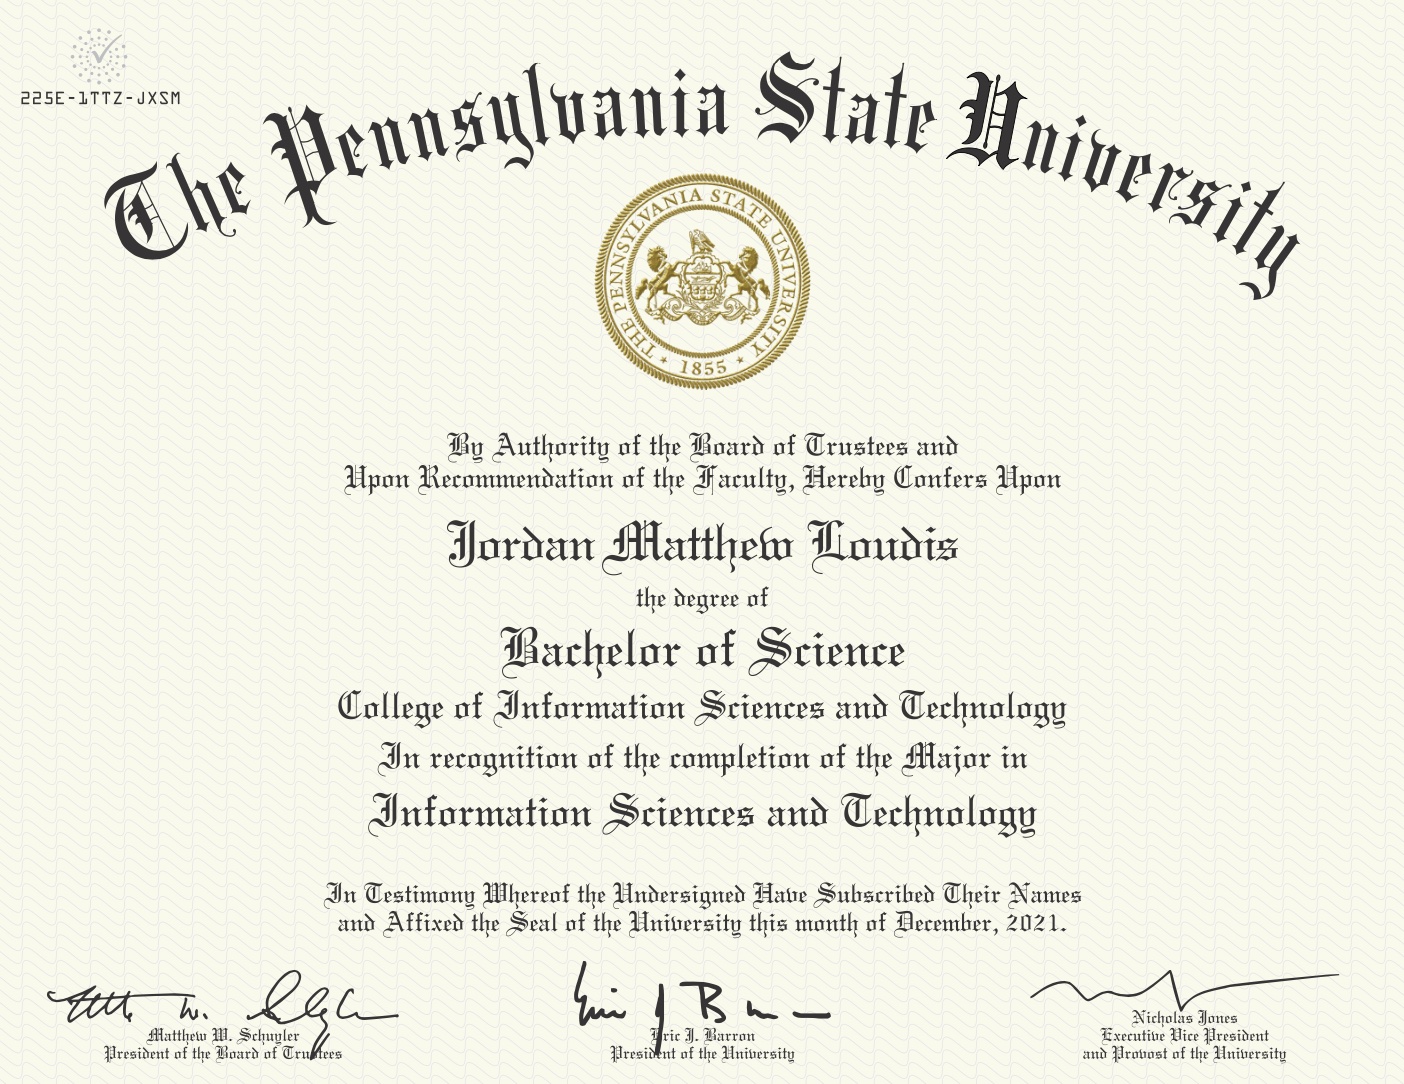 225E-1TTZ-JXSM
The Pennsylvania State University
THE PENNSYLVANIA STATE UNIVERSITY
1855
By Authority of the Board of Trustees and
Upon Recommendation of the Faculty, Hereby Confers Upon
Jordan Matthew Loudis
the degree of
Bachelor of Science
College of Information Sciences and Technology
In recognition of the completion of the Major in
Information Sciences and Technology
In Testimony Whereof the Undersigned Have Subscribed Their Names
and Affixed the Seal of the University this month of December, 2021.
Matthew W. Schuyler
President of the Board of Trustees
Eric J. Barron
President of the University
Nicholas Jones
Executive Vice President
and Provost of the University